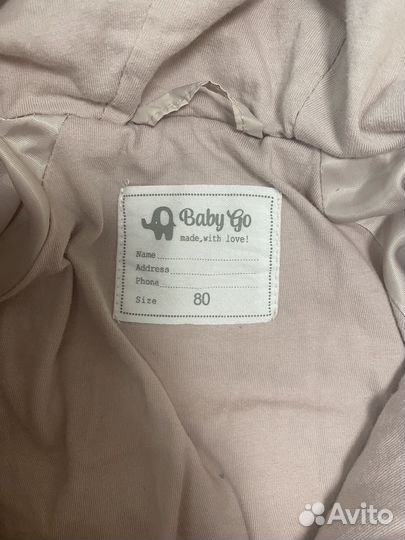 Baby Go
made, with love!
Name
Address
Phone
Size 80
Avito